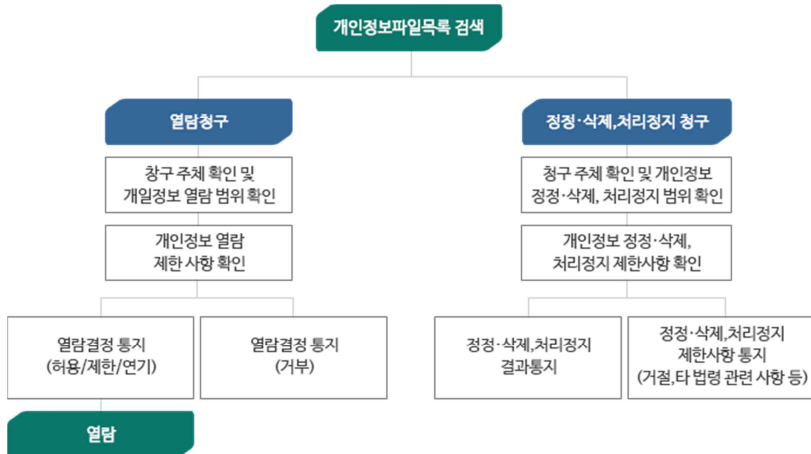 개인정보파일목록 검색
열람청구
정정·삭제,처리정지 청구
창구 주체 확인 및
개일정보 열람 범위 확인
청구 주체 확인 및 개인정보
정정·삭제, 처리정지 범위 확인
개인정보 열람
제한 사항 확인
개인정보 정정·삭제,
처리정지 제한사항 확인
열람결정 통지
(허용/제한/연기)
열람결정 통지
(거부)
정정·삭제,처리정지
결과통지
정정·삭제,처리정지
제한사항 통지
(거절,타 법령 관련 사항 등)
열람